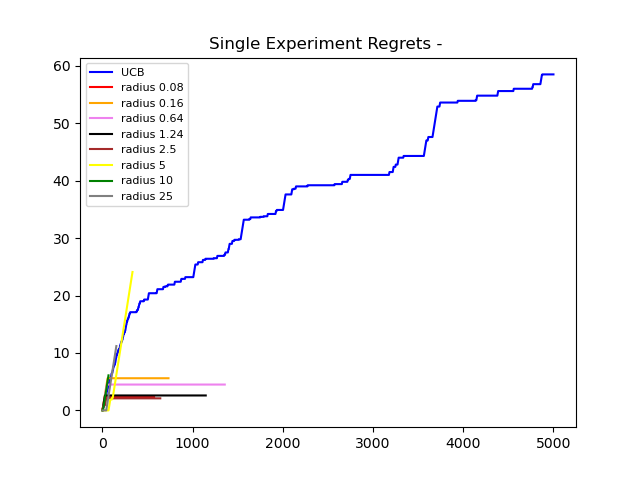 Single Experiment Regrets -
60
50
40
30
20
10
0
UCB
radius 0.08
radius 0.16
radius 0.64
radius 1.24
radius 2.5
radius 5
radius 10
radius 25
0 1000 2000 3000 4000 5000